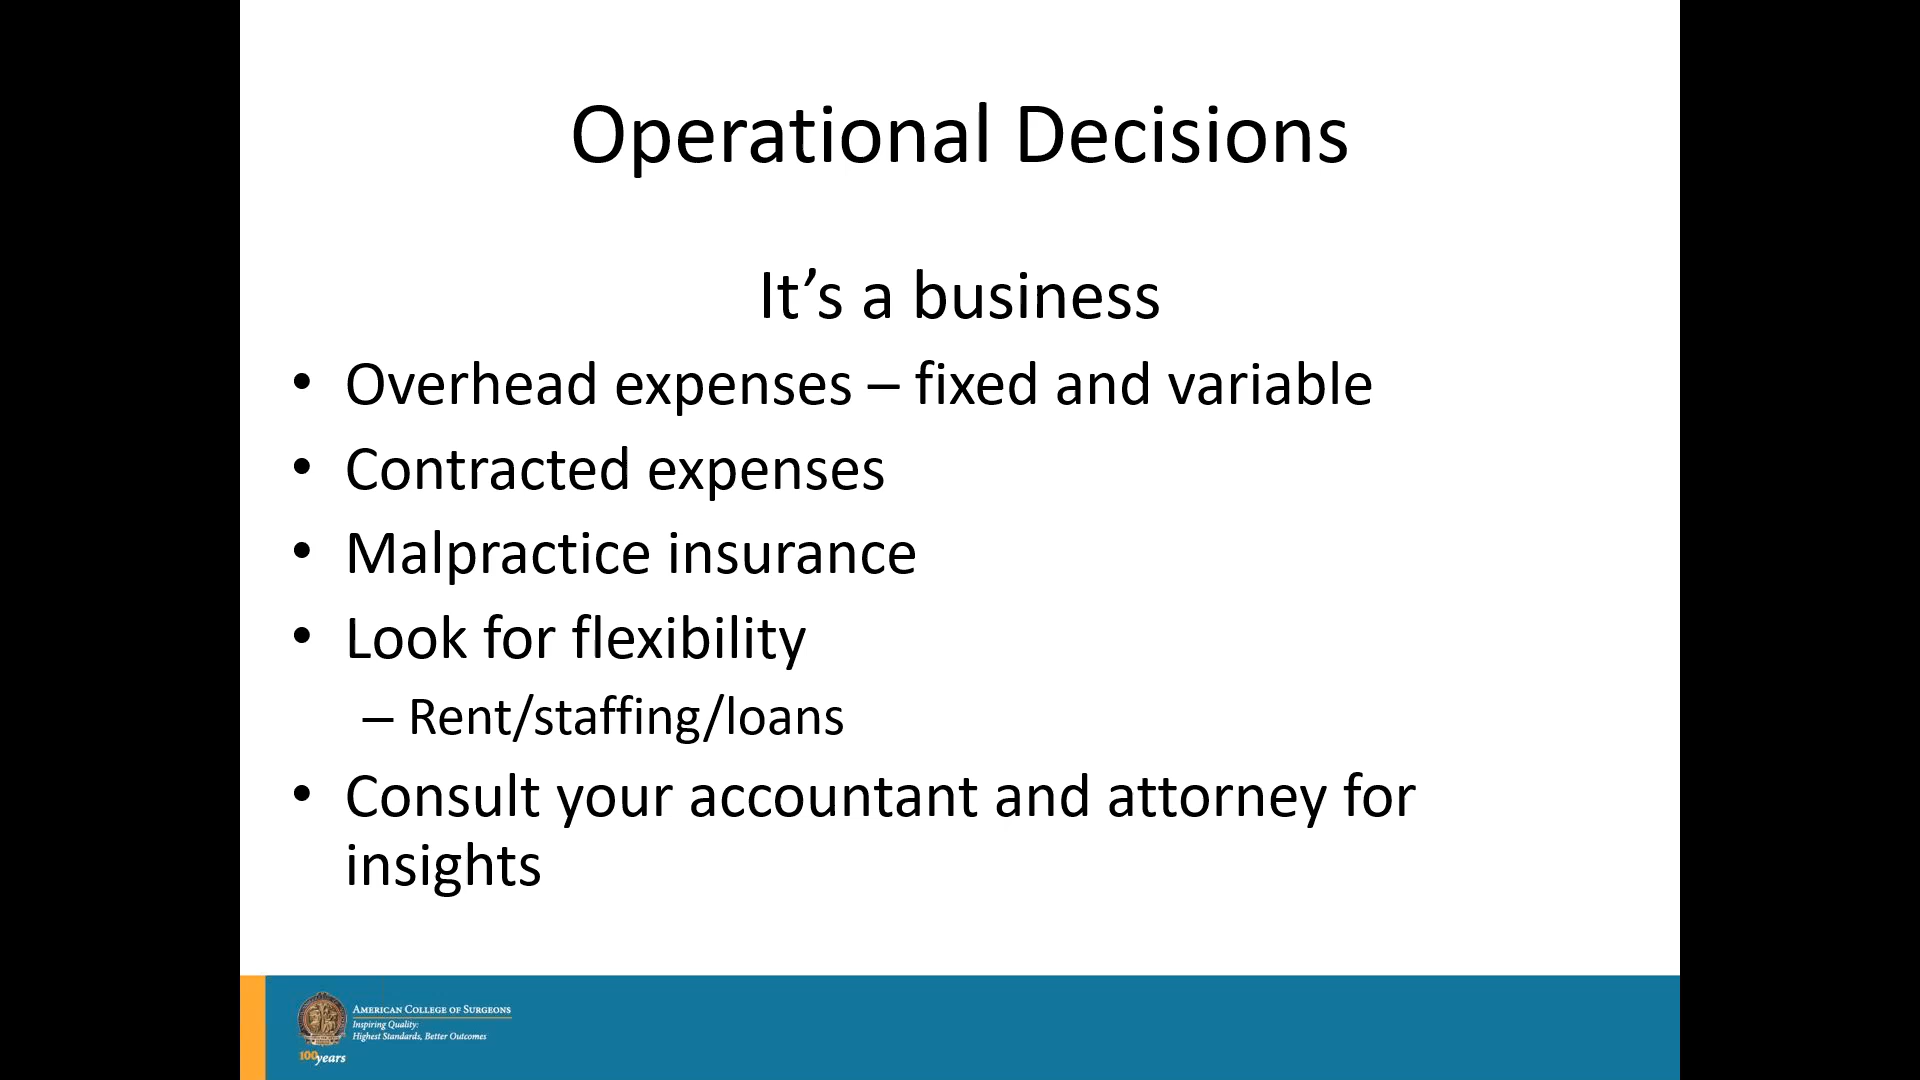 Operational Decisions
It’s a business
• Overhead expenses – fixed and variable
• Contracted expenses
• Malpractice insurance
• Look for flexibility
– Rent/staffing/loans
• Consult your accountant and attorney for
insights
American College of Surgeons
Inspiring Quality:
Highest Standards, Better Outcomes
100years